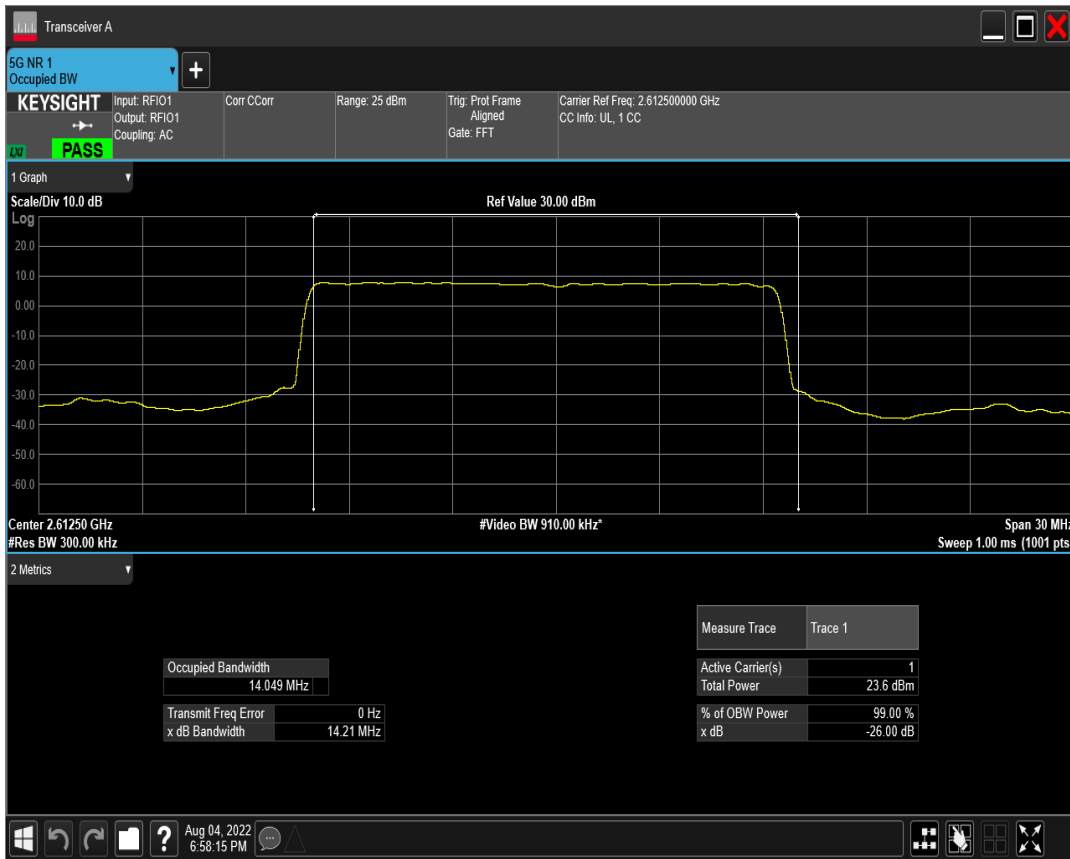 Transceiver A
5G NR 1
Occupied BW
KEYSIGHT
LXI
PASS
Input: RFIO1
Output: RFIO1
Coupling: AC
Corr CCorr
Range: 25 dBm
Trig: Prot Frame
Aligned
Gate: FFT
Carrier Ref Freq: 2.612500000 GHz
CC Info: UL, 1 CC
1 Graph
Scale/Div 10.0 dB
Ref Value 30.00 dBm
Log
20.0
10.0
0.00
-10.0
-20.0
-30.0
-40.0
-50.0
-60.0
Center 2.61250 GHz
#Video BW 910.00 kHz*
Span 30 MHz
#Res BW 300.00 kHz
Sweep 1.00 ms (1001 pts
2 Metrics
Measure Trace Trace 1
Occupied Bandwidth
14.049 MHz
Active Carrier(s) 1
Total Power 23.6 dBm
Transmit Freq Error 0 Hz
x dB Bandwidth 14.21 MHz
% of OBW Power 99.00 %
x dB -26.00 dB
?
Aug 04, 2022
6:58:15 PM